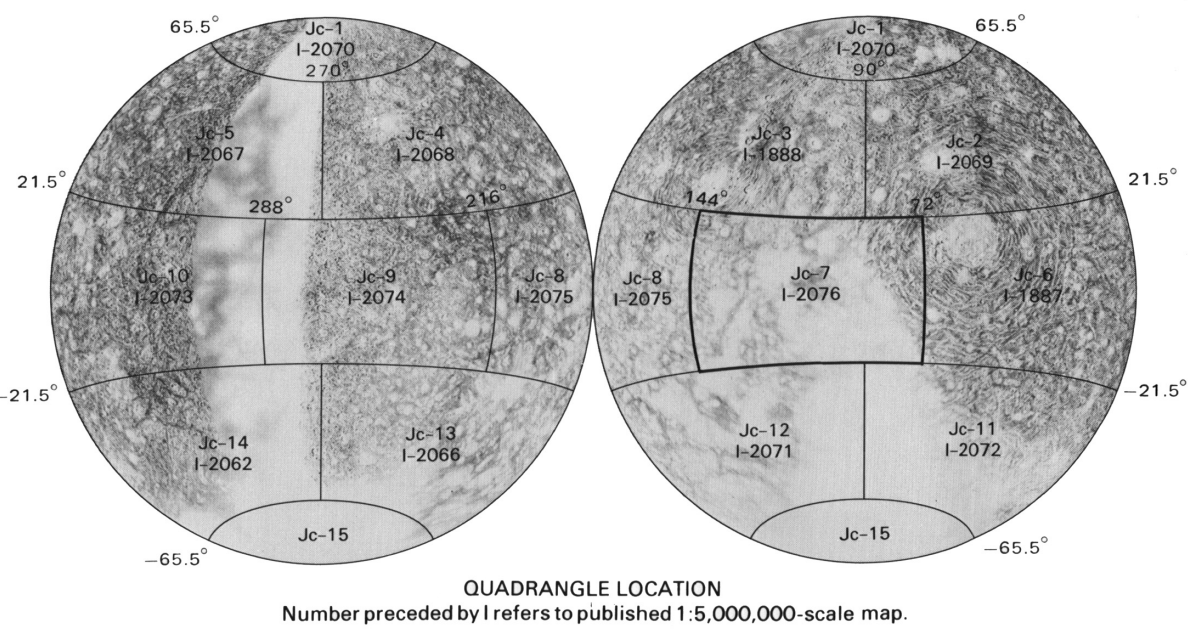 65.5°
Jc-1
I-2070
270°
Jc-5
I-2067
Jc-4
I-2068
21.5°
288°
216°
Jc-10
I-2073
Jc-9
I-2074
Jc-8
I-2075
-21.5°
Jc-14
I-2062
Jc-13
I-2066
Jc-15
-65.5°
Jc-1
I-2070
90°
65.5°
Jc-3
I-1888
Jc-2
I-2069
21.5°
144°
72°
Jc-8
I-2075
Jc-7
I-2076
Jc-6
I-1887
-21.5°
Jc-12
I-2071
Jc-11
I-2072
Jc-15
-65.5°
QUADRANGLE LOCATION
Number preceded by I refers to published 1:5,000,000-scale map.